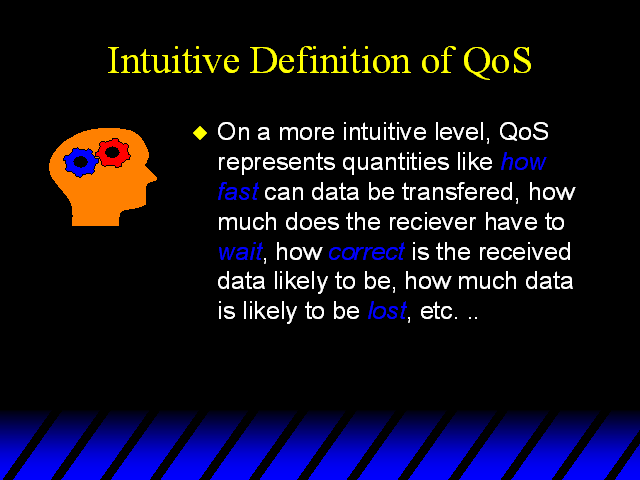 Intuitive Definition of QoS
On a more intuitive level, QoS
represents quantities like how
fast can data be transfered, how
much does the reciever have to
wait, how correct is the received
data likely to be, how much data
is likely to be lost, etc. ..